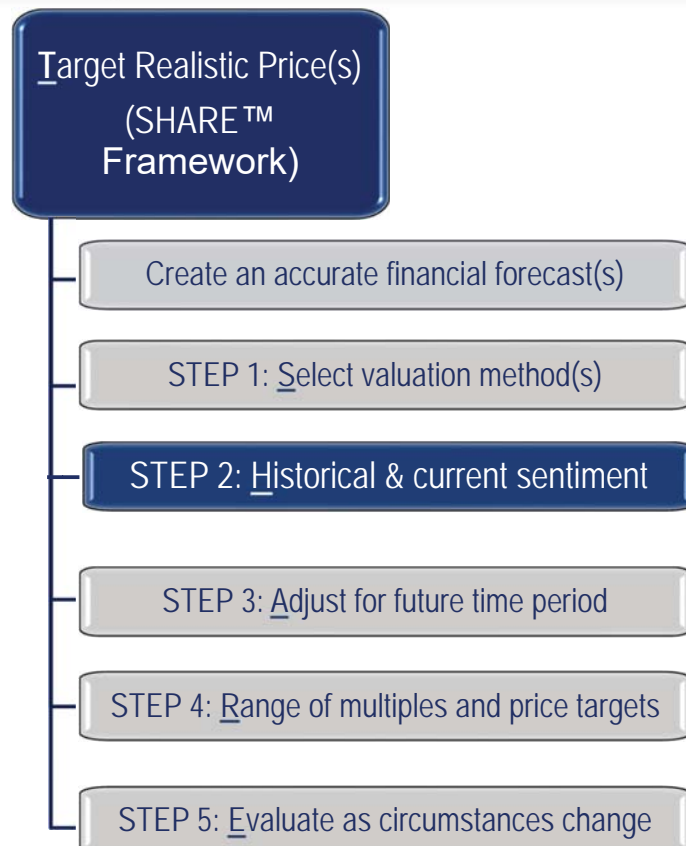 Target Realistic Price(s)
(SHARE™
Framework)
Create an accurate financial forecast(s)
STEP 1: Select valuation method(s)
STEP 2: Historical & current sentiment
STEP 3: Adjust for future time period
STEP 4: Range of multiples and price targets
STEP 5: Evaluate as circumstances change